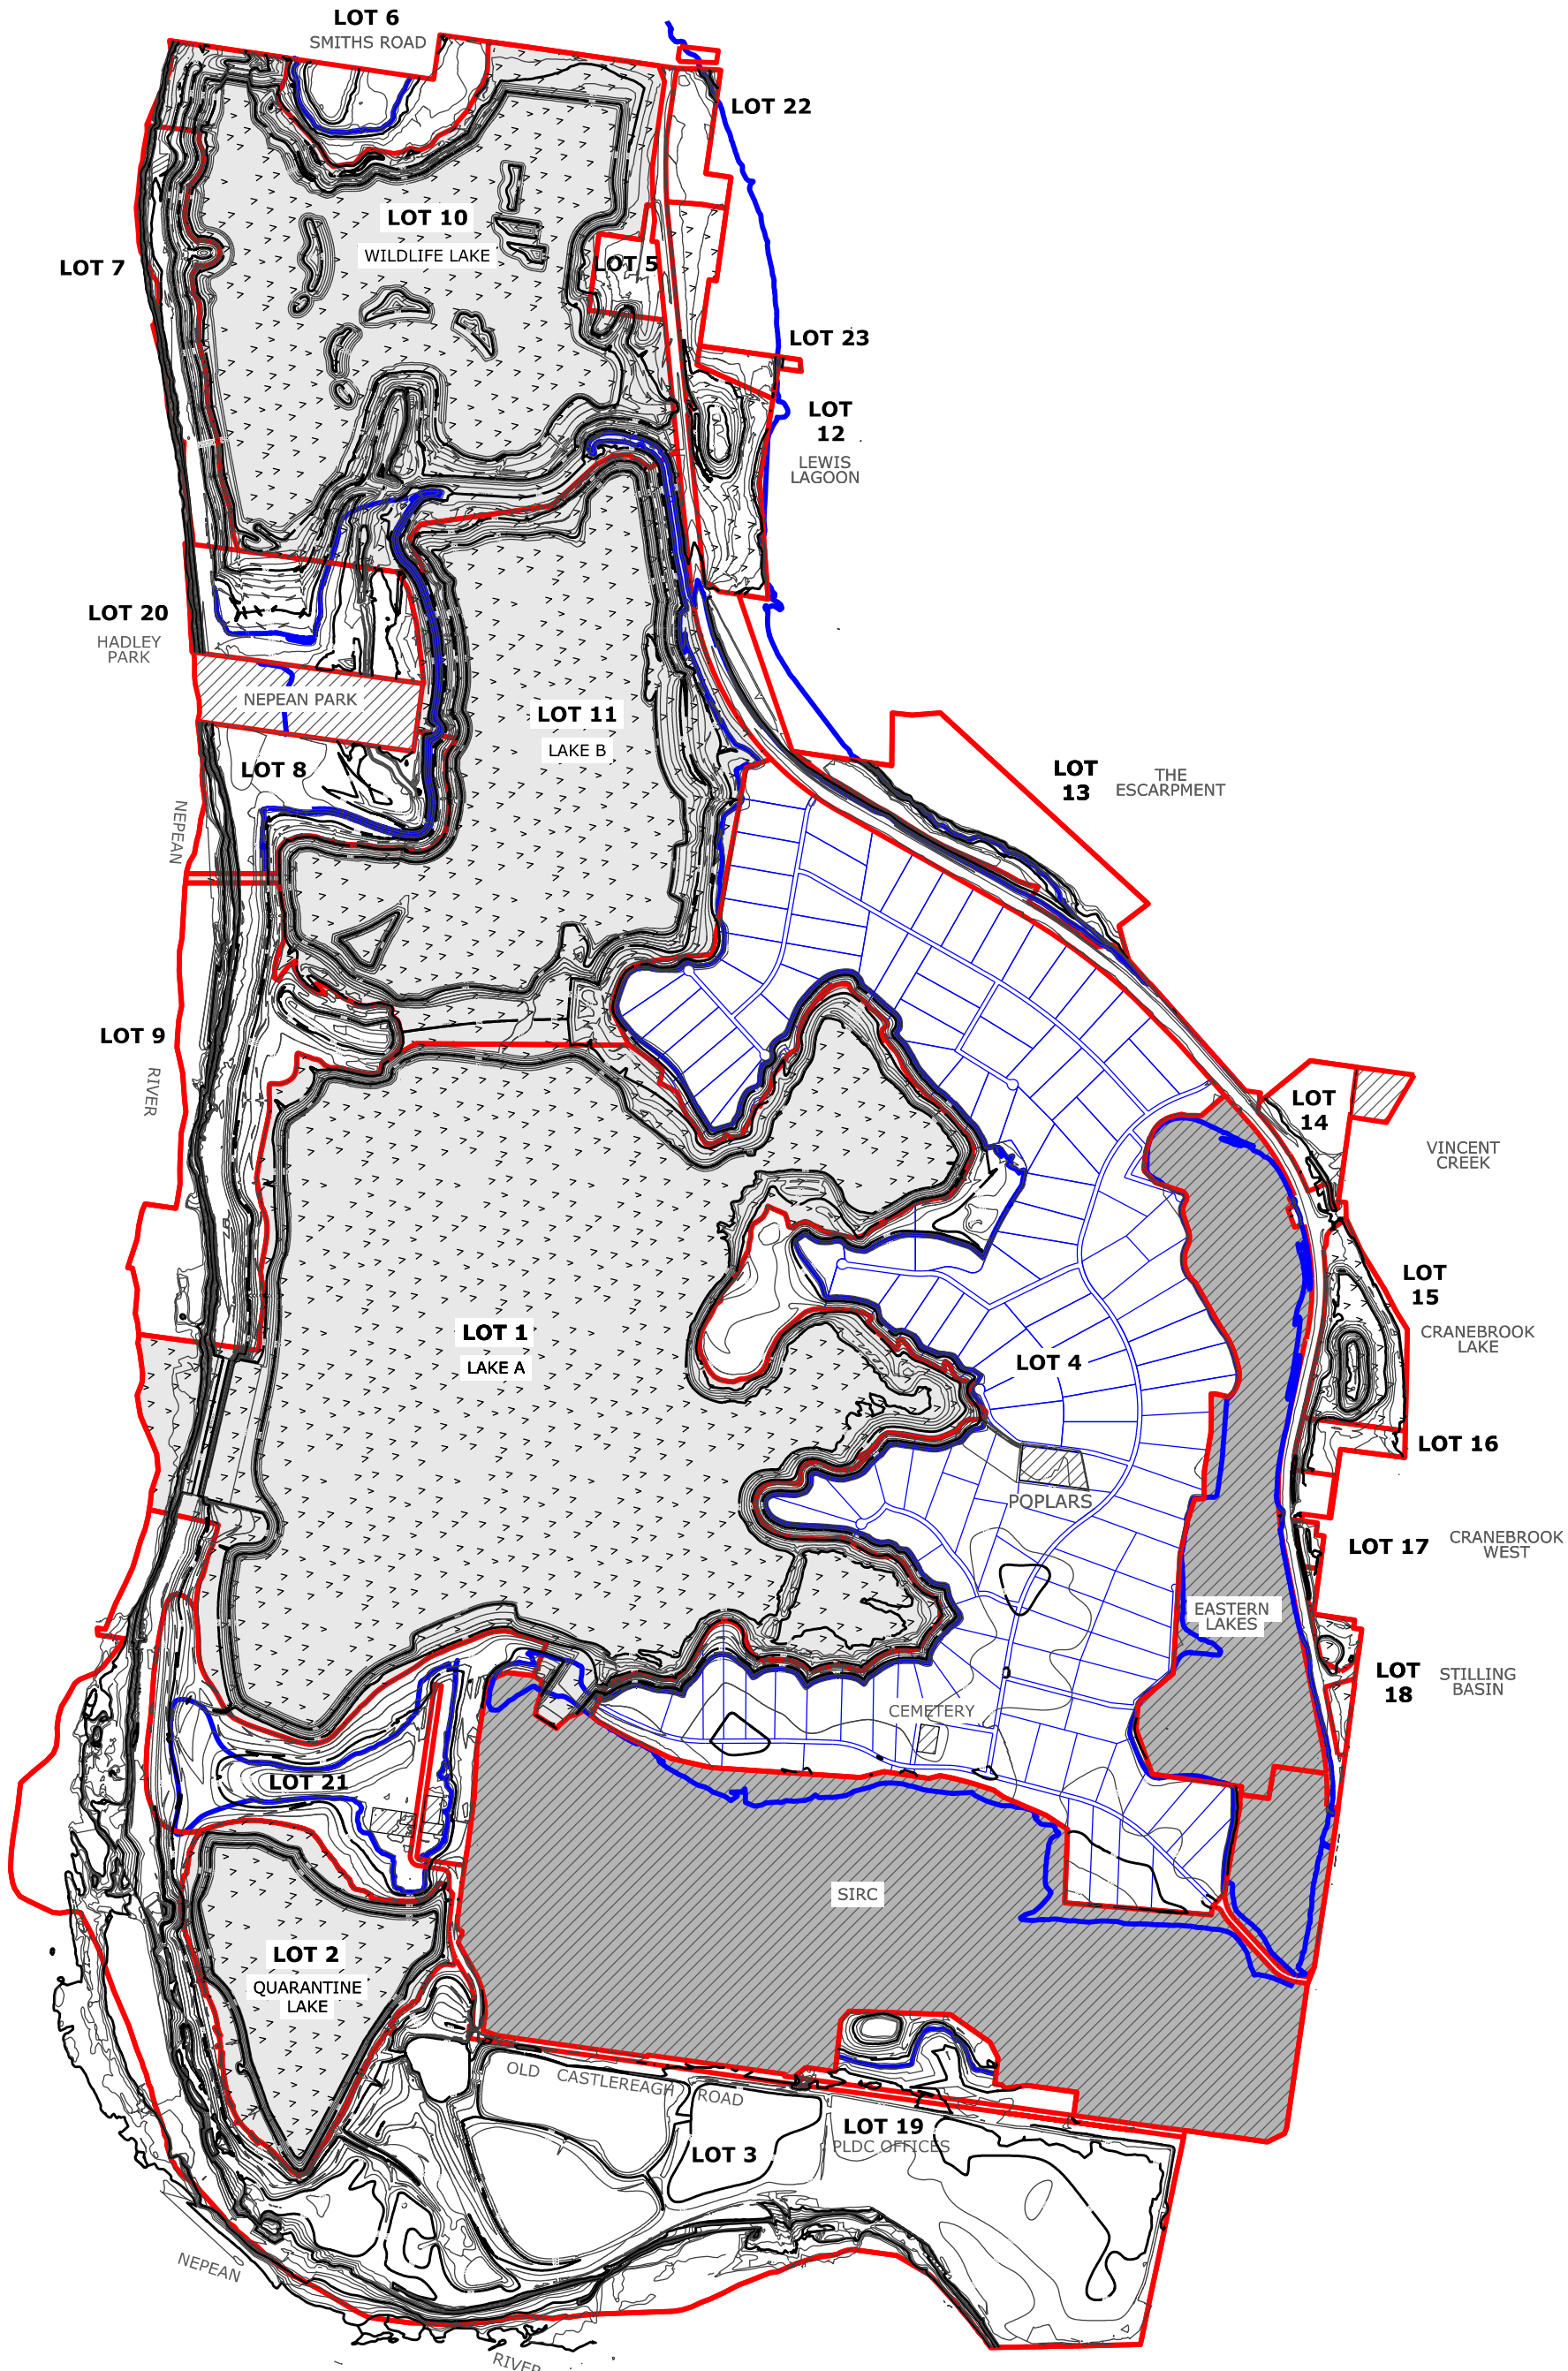 LOT 6
SMITHS ROAD
LOT 22
LOT 10
WILDLIFE LAKE
LOT 5
LOT 7
LOT 23
LOT
12
LEWIS
LAGOON
LOT 20
HADLEY
PARK
NEPEAN PARK
LOT 11
LAKE B
LOT 8
LOT
13
THE
ESCARPMENT
NEPEAN
LOT 9
RIVER
LOT
14
VINCENT
CREEK
LOT
15
CRANEBROOK
LAKE
LOT 1
LAKE A
LOT 4
LOT 16
POPLARS
LOT 17
CRANEBROOK
WEST
EASTERN
LAKES
LOT
18
STILLING
BASIN
CEMETERY
LOT 21
SIRC
LOT 2
QUARANTINE
LAKE
OLD CASTLEREAGH ROAD
LOT 19
PLDC OFFICES
LOT 3
NEPEAN
RIVER